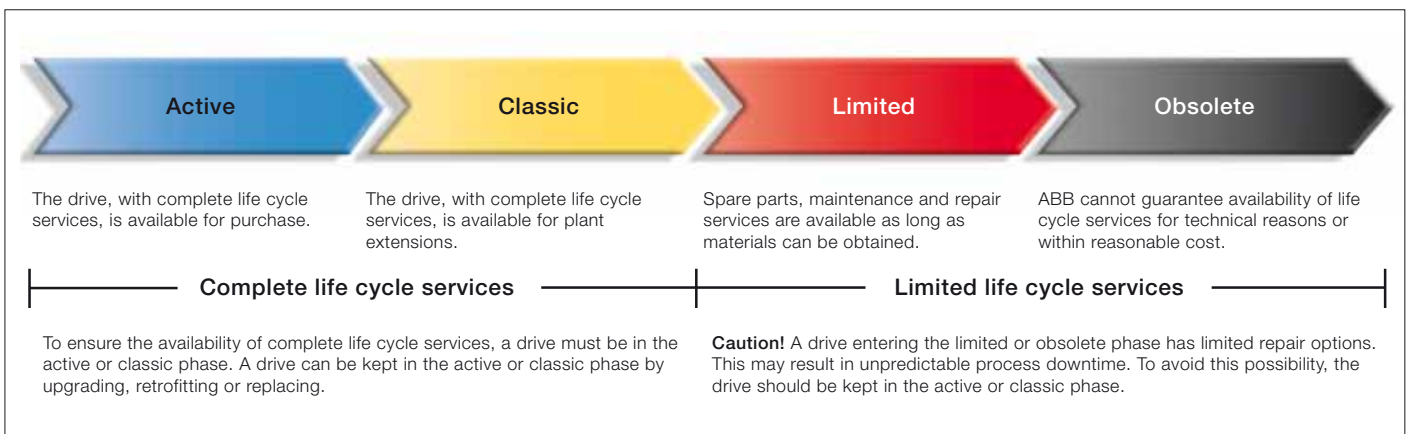 Active
Classic
Limited
Obsolete
The drive, with complete life cycle
services, is available for purchase.
The drive, with complete life cycle
services, is available for plant
extensions.
Spare parts, maintenance and repair
services are available as long as
materials can be obtained.
ABB cannot guarantee availability of life
cycle services for technical reasons or
within reasonable cost.
Complete life cycle services
Limited life cycle services
To ensure the availability of complete life cycle services, a drive must be in the
active or classic phase. A drive can be kept in the active or classic phase by
upgrading, retrofitting or replacing.
Caution! A drive entering the limited or obsolete phase has limited repair options.
This may result in unpredictable process downtime. To avoid this possibility, the
drive should be kept in the active or classic phase.